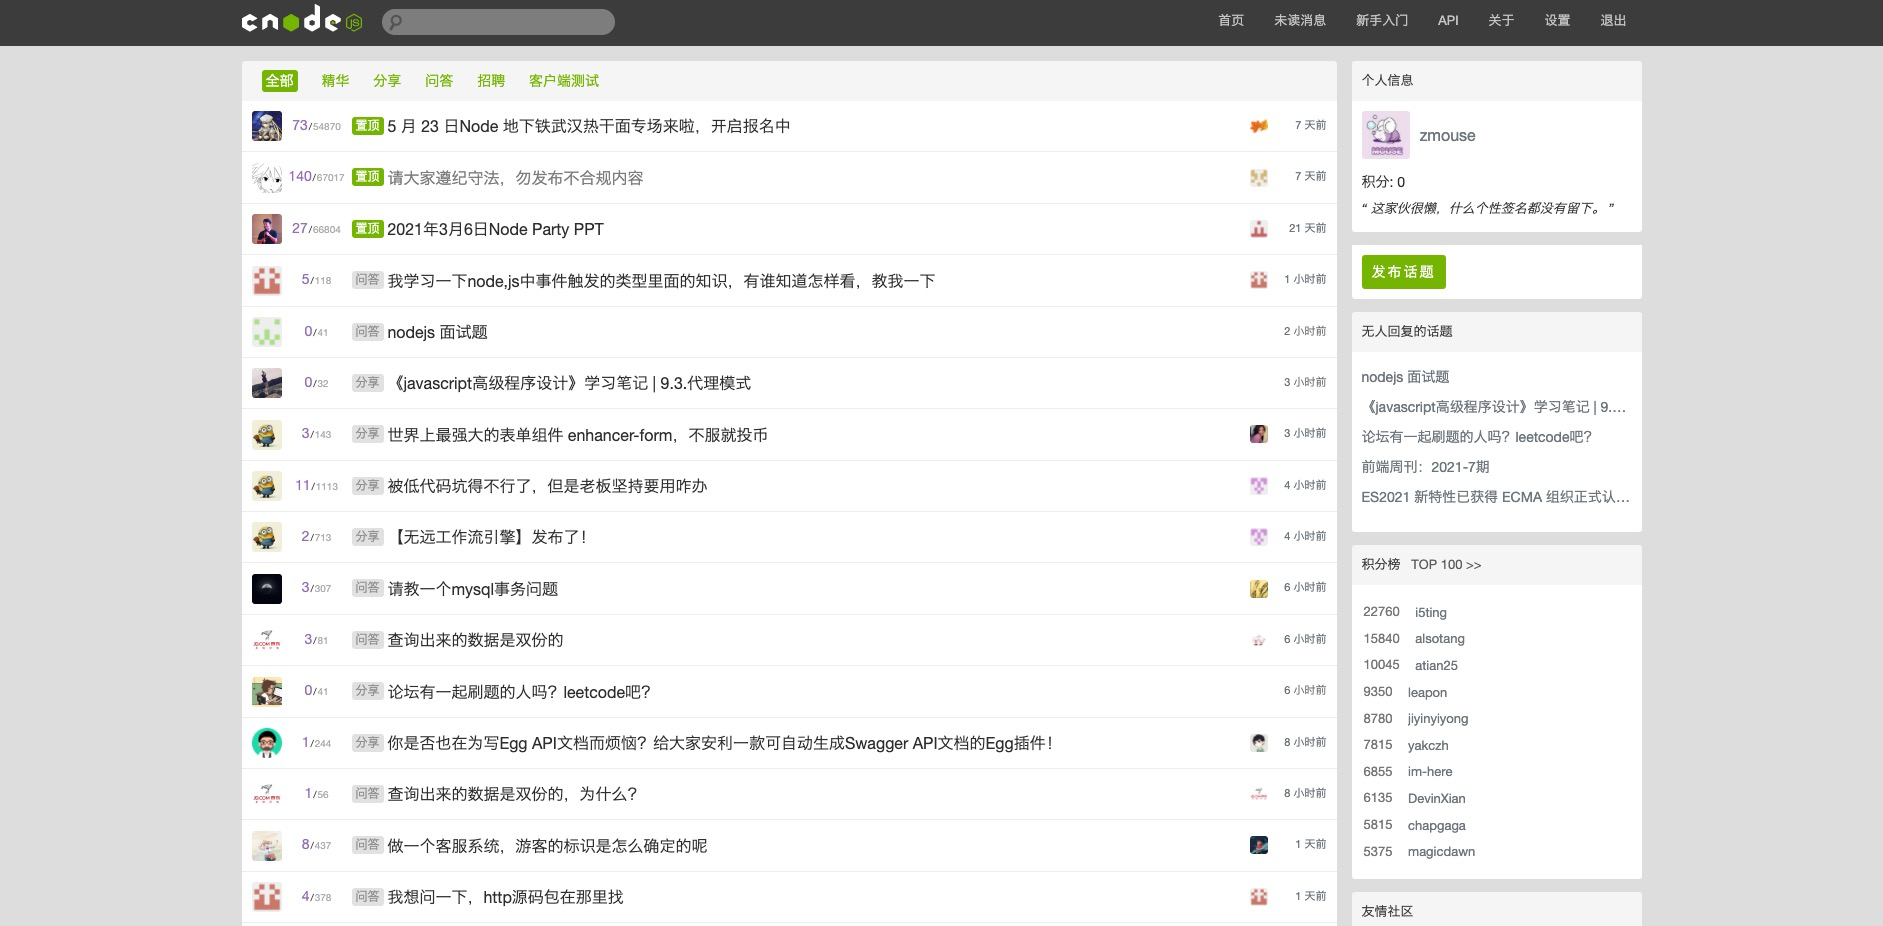 cnode js
首页 未读消息 新手入门 API 关于 设置 退出
全部 精华 分享 问答 招聘 客户端测试
73/54870 置顶 5 月 23 日Node 地下铁武汉热干面专场来啦，开启报名中 7 天前
140/67017 置顶 请大家遵纪守法，勿发布不合规内容 7 天前
27/66804 置顶 2021年3月6日Node Party PPT 21 天前
5/118 问答 我学习一下node,js中事件触发的类型里面的知识，有谁知道怎样看，教我一下 1 小时前
0/41 问答 nodejs 面试题 2 小时前
0/32 分享 《javascript高级程序设计》学习笔记 | 9.3.代理模式 3 小时前
3/143 分享 世界上最强大的表单组件 enhancer-form，不服就投币 3 小时前
11/1113 分享 被低代码坑得不行了，但是老板坚持要用咋办 4 小时前
2/713 分享 【无远工作流引擎】发布了！ 4 小时前
3/307 问答 请教一个mysql事务问题 6 小时前
3/81 问答 查询出来的数据是双份的 6 小时前
0/41 分享 论坛有一起刷题的人吗？leetcode吧？ 6 小时前
1/244 分享 你是否也在为写Egg API文档而烦恼？给大家安利一款可自动生成Swagger API文档的Egg插件！ 8 小时前
1/56 问答 查询出来的数据是双份的，为什么？ 8 小时前
8/437 问答 做一个客服系统，游客的标识是怎么确定的呢 1 天前
4/378 问答 我想问一下，http源码包在那里找 1 天前
个人信息
MOUSE
zmouse
积分: 0
“ 这家伙很懒，什么个性签名都没有留下。 ”
发布话题
无人回复的话题
nodejs 面试题
《javascript高级程序设计》学习笔记 | 9.…
论坛有一起刷题的人吗？leetcode吧？
前端周刊：2021-7期
ES2021 新特性已获得 ECMA 组织正式认…
积分榜 TOP 100 >>
22760 i5ting
15840 alsotang
10045 atian25
9350 leapon
8780 jiyinyiyong
7815 yakczh
6855 im-here
6135 DevinXian
5815 chapgaga
5375 magicdawn
友情社区